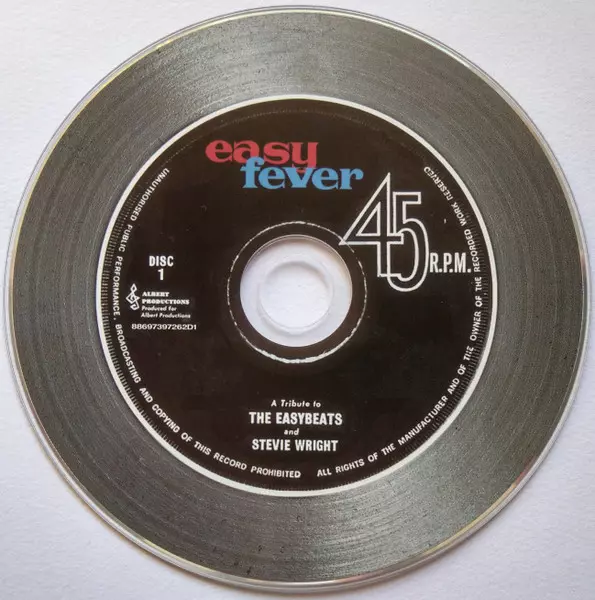 easy
fever
45 R.P.M.
DISC
1
ALBERT
PRODUCTIONS
Produced for
Albert Productions
88697397262D1
A Tribute to
THE EASYBEATS
and
STEVIE WRIGHT
UNAUTHORISED PUBLIC PERFORMANCE, BROADCASTING AND COPYING OF THIS RECORD PROHIBITED ALL RIGHTS OF THE MANUFACTURER AND OF THE OWNER OF THE RECORDED WORK RESERVED